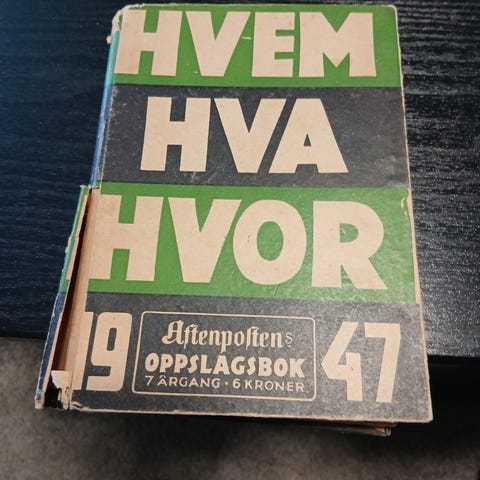 HVEM
HVA
HVOR
19 47
Aftenpostens
OPPSLAGSBOK
7 ÅRGANG · 6 KRONER